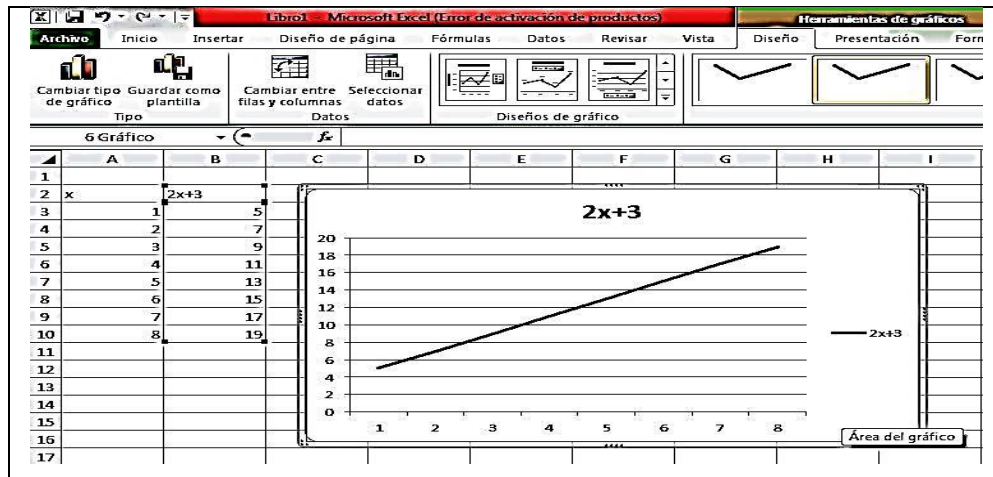 Libro1 - Microsoft Excel (Error de activación de productos) Herramientas de gráficos
Archivo Inicio Insertar Diseño de página Fórmulas Datos Revisar Vista Diseño Presentación Form
Cambiar tipo Guardar como Cambiar entre Seleccionar
de gráfico plantilla filas y columnas datos
Tipo Datos Diseños de gráfico
6 Gráfico fx
A B C D E F G H I
1
2 x 2x+3
3 1 5
4 2 7
5 3 9
6 4 11
7 5 13
8 6 15
9 7 17
10 8 19
11
12
13
14
15
16
17
2x+3
20
18
16
14
12
10
8
6
4
2
0
1 2 3 4 5 6 7 8
2x+3
Área del gráfico